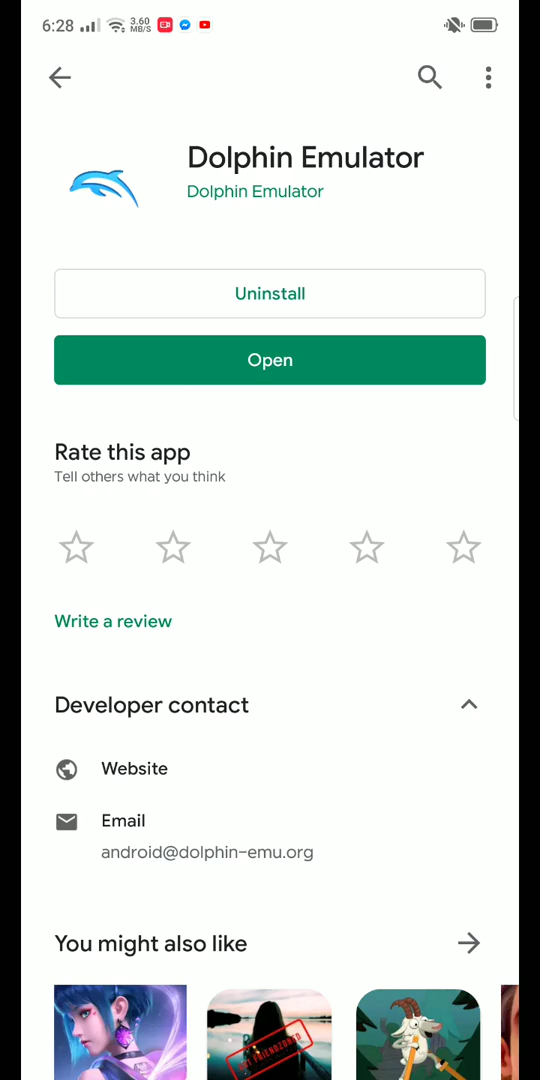 6:28
3.60
MB/S
Dolphin Emulator
Dolphin Emulator
Uninstall
Open
Rate this app
Tell others what you think
Write a review
Developer contact
Website
Email
android@dolphin-emu.org
You might also like